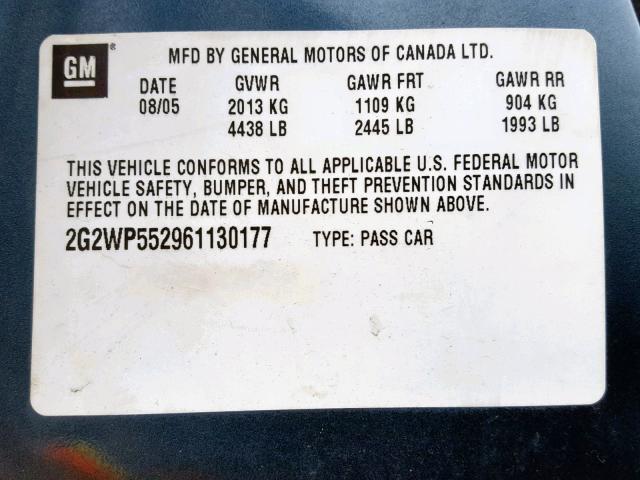 GM ®
MFD BY GENERAL MOTORS OF CANADA LTD.
DATE GVWR GAWR FRT GAWR RR
08/05 2013 KG 1109 KG 904 KG
4438 LB 2445 LB 1993 LB
THIS VEHICLE CONFORMS TO ALL APPLICABLE U.S. FEDERAL MOTOR
VEHICLE SAFETY, BUMPER, AND THEFT PREVENTION STANDARDS IN
EFFECT ON THE DATE OF MANUFACTURE SHOWN ABOVE.
2G2WP552961130177 TYPE: PASS CAR